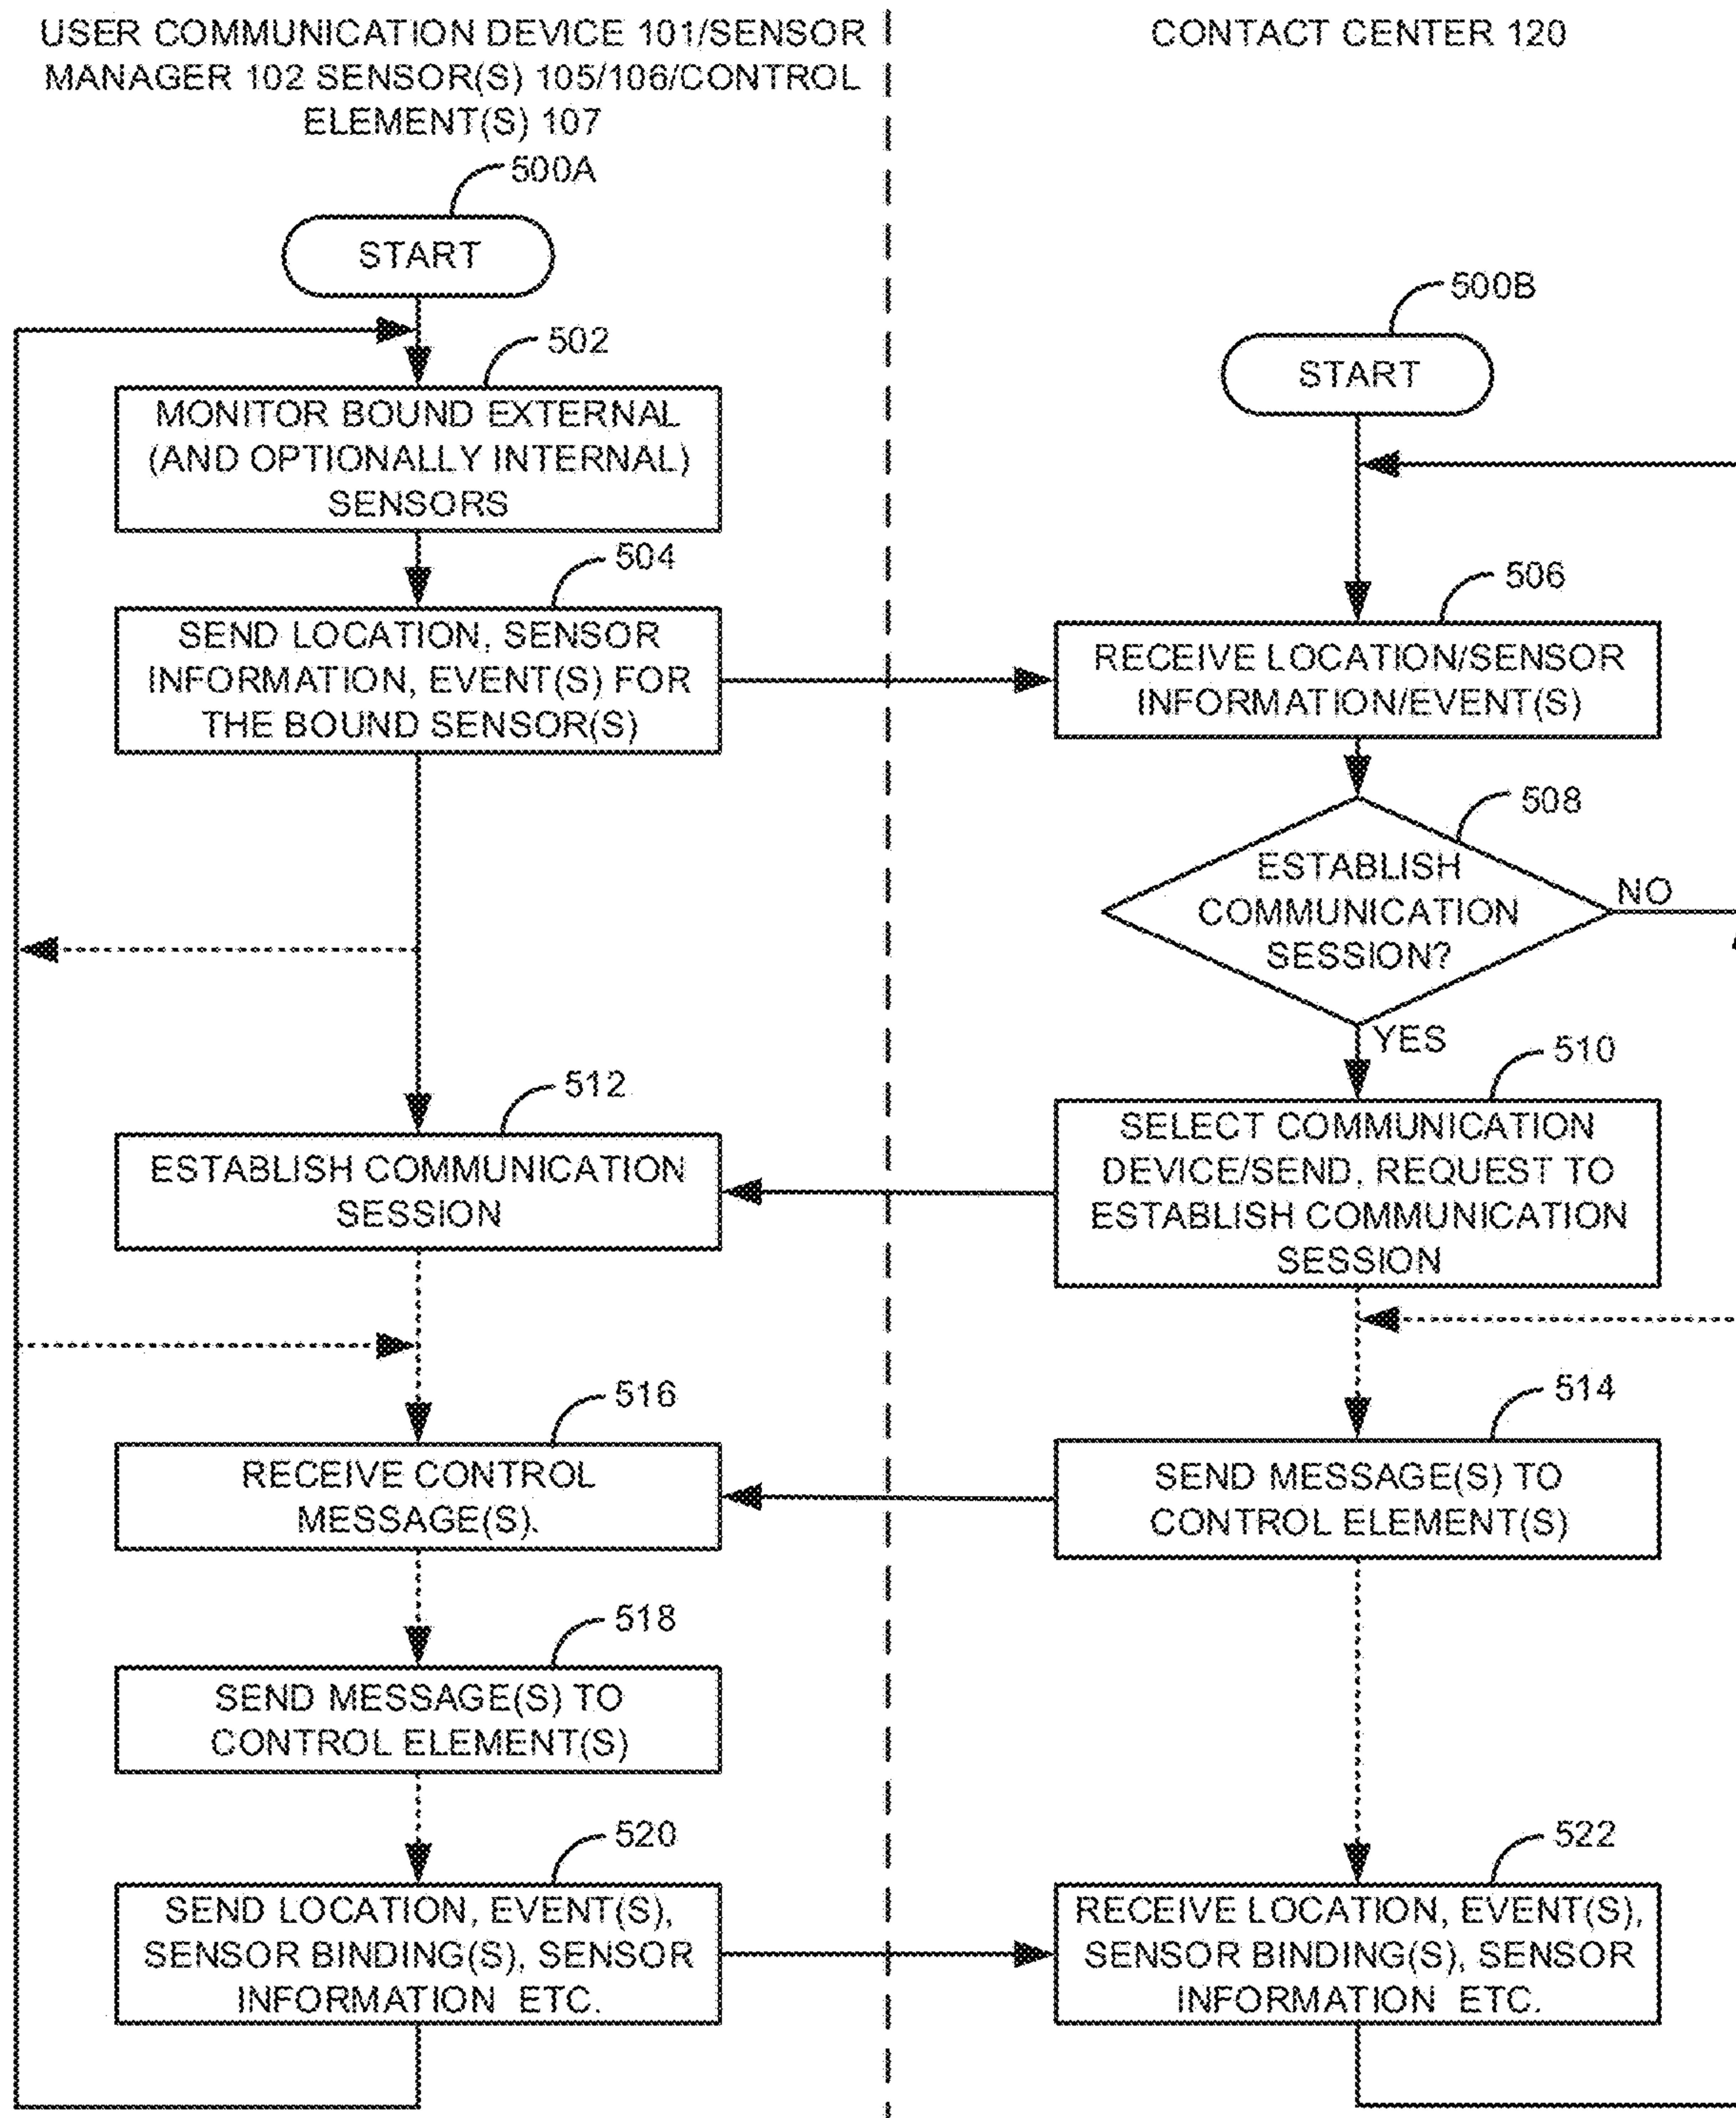 USER COMMUNICATION DEVICE 101/SENSOR
MANAGER 102 SENSOR(S) 105/106/CONTROL
ELEMENT(S) 107
500A
START
502
MONITOR BOUND EXTERNAL
(AND OPTIONALLY INTERNAL)
SENSORS
504
SEND LOCATION, SENSOR
INFORMATION, EVENT(S) FOR
THE BOUND SENSOR(S)
512
ESTABLISH COMMUNICATION
SESSION
516
RECEIVE CONTROL
MESSAGE(S).
518
SEND MESSAGE(S) TO
CONTROL ELEMENT(S)
520
SEND LOCATION, EVENT(S),
SENSOR BINDING(S), SENSOR
INFORMATION ETC.
CONTACT CENTER 120
500B
START
506
RECEIVE LOCATION/SENSOR
INFORMATION/EVENT(S)
508
ESTABLISH
COMMUNICATION
SESSION?
NO
YES
510
SELECT COMMUNICATION
DEVICE/SEND, REQUEST TO
ESTABLISH COMMUNICATION
SESSION
514
SEND MESSAGE(S) TO
CONTROL ELEMENT(S)
522
RECEIVE LOCATION, EVENT(S),
SENSOR BINDING(S), SENSOR
INFORMATION ETC.